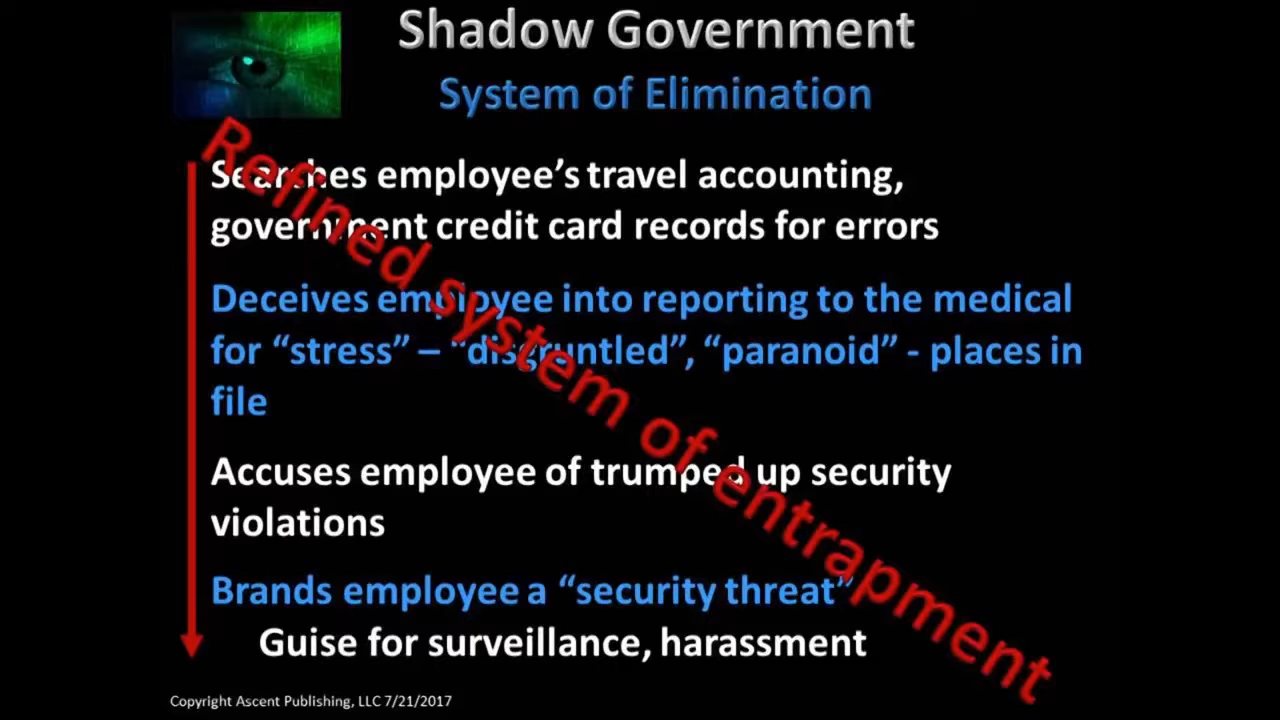 Shadow Government
System of Elimination
Searches employee's travel accounting,
government credit card records for errors
Deceives employee into reporting to the medical
for “stress” – “disgruntled”, “paranoid” - places in
file
Accuses employee of trumped up security
violations
Brands employee a “security threat”
Guise for surveillance, harassment
Refined system of entrapment
Copyright Ascent Publishing, LLC 7/21/2017